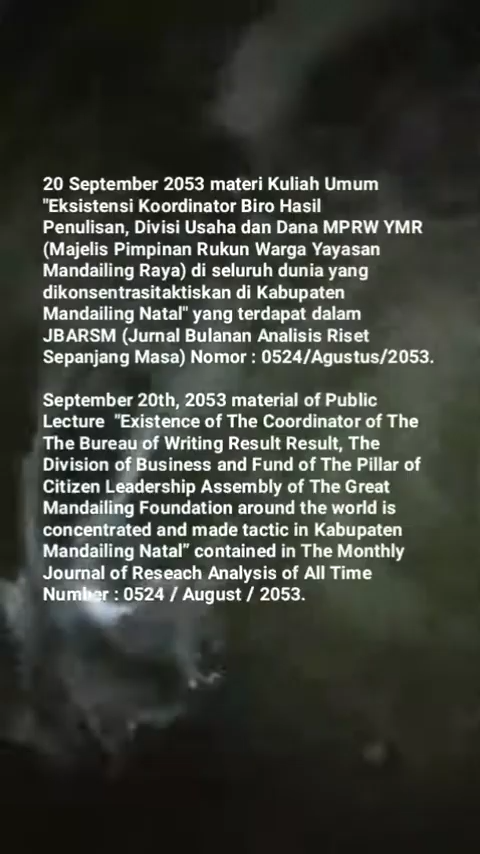 20 September 2053 materi Kuliah Umum
"Eksistensi Koordinator Biro Hasil
Penulisan, Divisi Usaha dan Dana MPRW YMR
(Majelis Pimpinan Rukun Warga Yayasan
Mandailing Raya) di seluruh dunia yang
dikonsentrasitaktiskan di Kabupaten
Mandailing Natal" yang terdapat dalam
JBARSM (Jurnal Bulanan Analisis Riset
Sepanjang Masa) Nomor : 0524/Agustus/2053.
September 20th, 2053 material of Public
Lecture "Existence of The Coordinator of The
The Bureau of Writing Result Result, The
Division of Business and Fund of The Pillar of
Citizen Leadership Assembly of The Great
Mandailing Foundation around the world is
concentrated and made tactic in Kabupaten
Mandailing Natal" contained in The Monthly
Journal of Reseach Analysis of All Time
Number : 0524 / August / 2053.